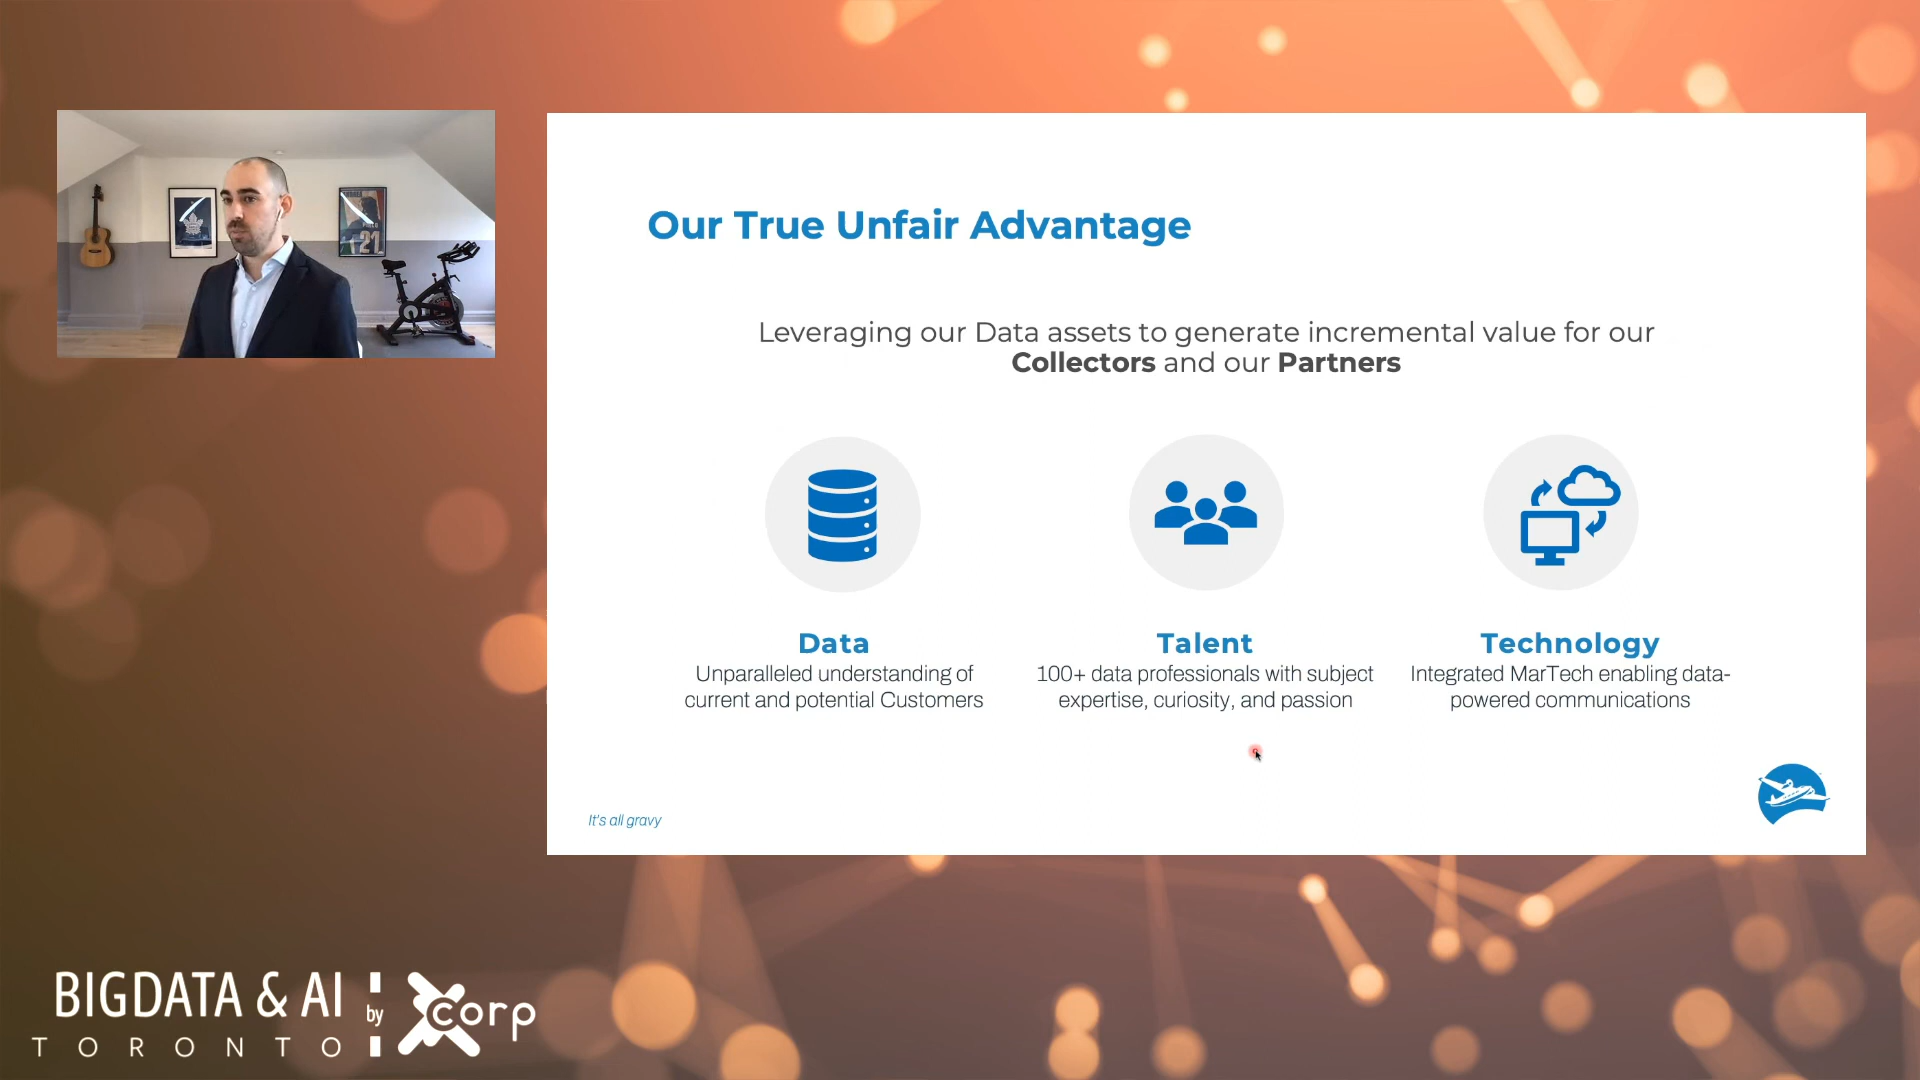 Our True Unfair Advantage
Leveraging our Data assets to generate incremental value for our
Collectors and our Partners
Data
Unparalleled understanding of
current and potential Customers
Talent
100+ data professionals with subject
expertise, curiosity, and passion
Technology
Integrated MarTech enabling data-
powered communications
It's all gravy
21
BIGDATA & AI
TORONTO
by
corp